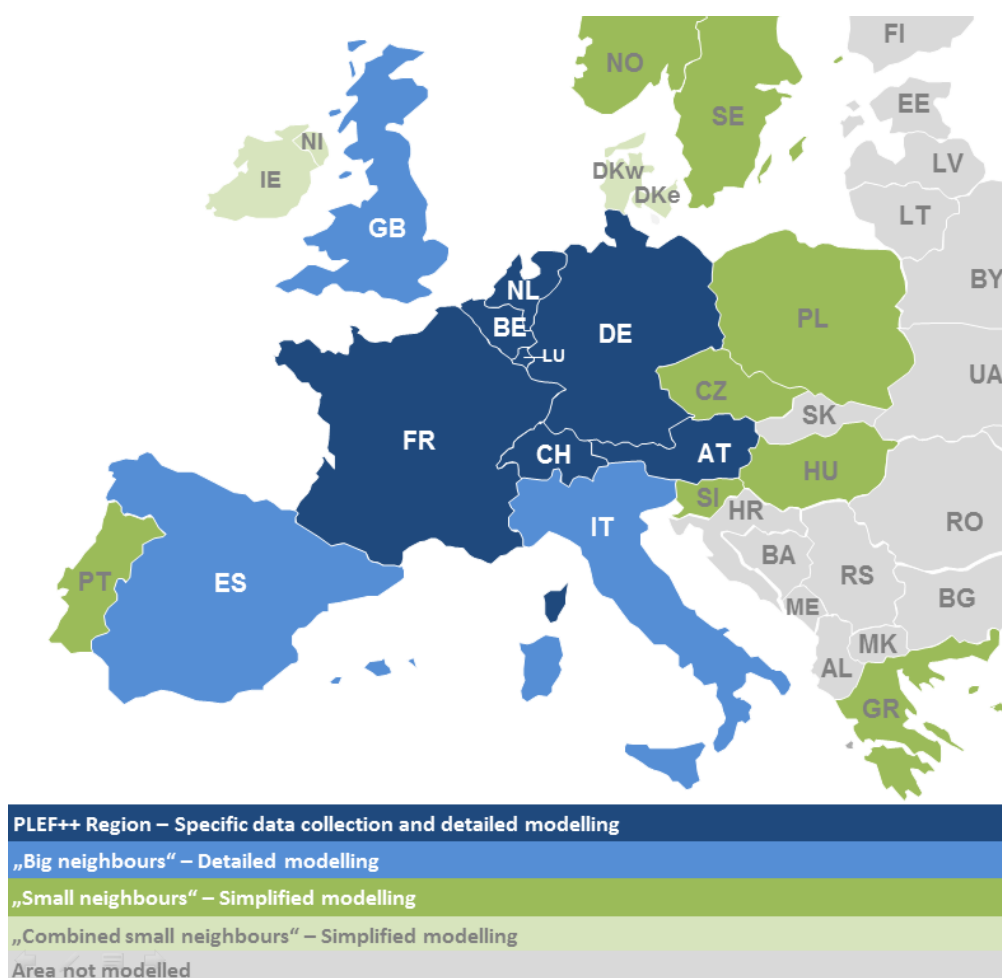 FI
NO
EE
SE
NI
LV
DKw
IE
DKe
LT
GB
BY
NL
PL
BE
DE
LU
UA
CZ
SK
FR
CH
AT
HU
SI
HR
IT
RO
BA
RS
PT
ES
BG
ME
MK
AL
GR
PLEF++ Region – Specific data collection and detailed modelling
„Big neighbours“ – Detailed modelling
„Small neighbours“ – Simplified modelling
„Combined small neighbours“ – Simplified modelling
Area not modelled